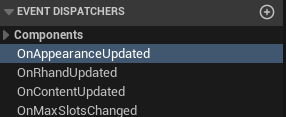 EVENT DISPATCHERS
Components
OnAppearanceUpdated
OnRhandUpdated
OnContentUpdated
OnMaxSlotsChanged